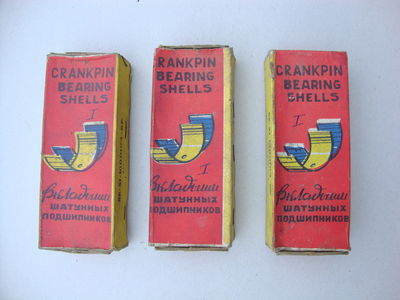 CRANKPIN
BEARING
SHELLS
I
Вкладыши
ШАТУННЫХ
ПОДШИПНИКОВ
CRANKPIN
BEARING
SHELLS
I
Вкладыши
ШАТУННЫХ
ПОДШИПНИКОВ
CRANKPIN
BEARING
SHELLS
I
Вкладыши
ШАТУННЫХ
ПОДШИПНИКОВ